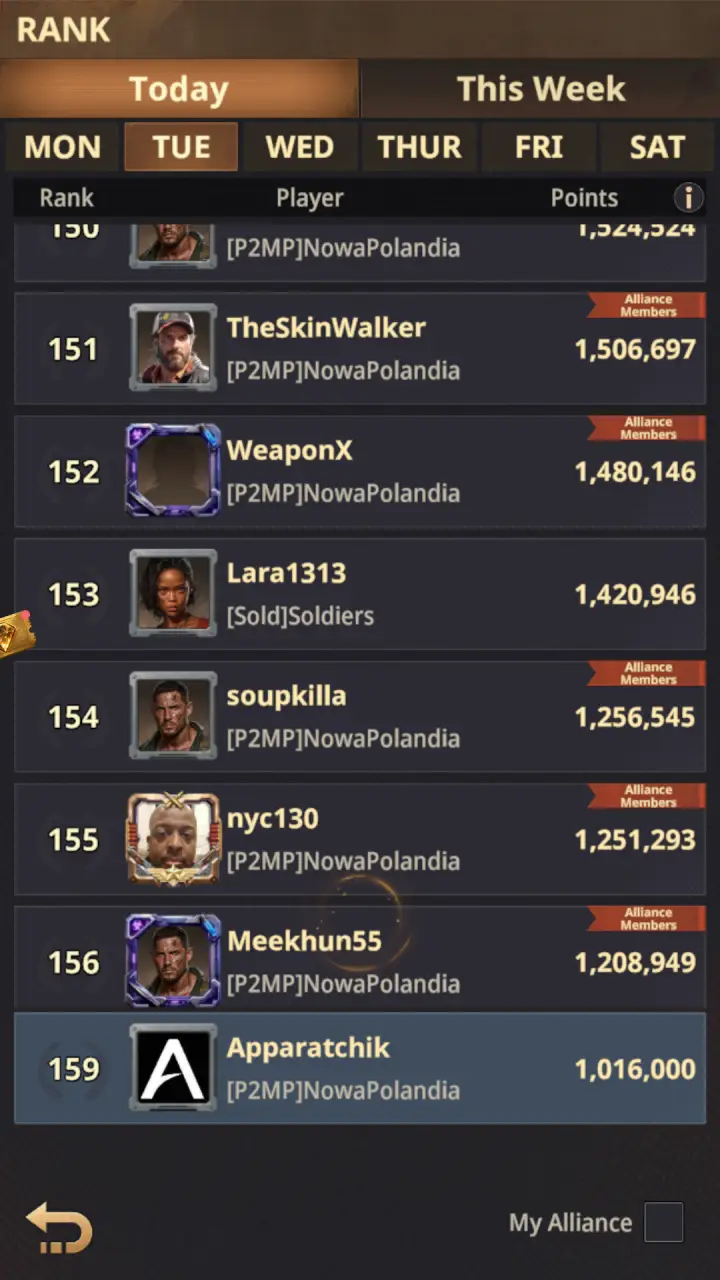 RANK
Today
This Week
MON
TUE
WED
THUR
FRI
SAT
Rank
Player
Points
i
150
1,524,524
[P2MP]NowaPolandia
Alliance
Members
TheSkinWalker
151
1,506,697
[P2MP]NowaPolandia
Alliance
Members
WeaponX
152
1,480,146
[P2MP]NowaPolandia
Lara1313
153
1,420,946
[Sold]Soldiers
Alliance
Members
soupkilla
154
1,256,545
[P2MP]NowaPolandia
Alliance
Members
nyc130
155
1,251,293
[P2MP]NowaPolandia
Alliance
Members
Meekhun55
156
1,208,949
[P2MP]NowaPolandia
Apparatchik
159
1,016,000
[P2MP]NowaPolandia
My Alliance